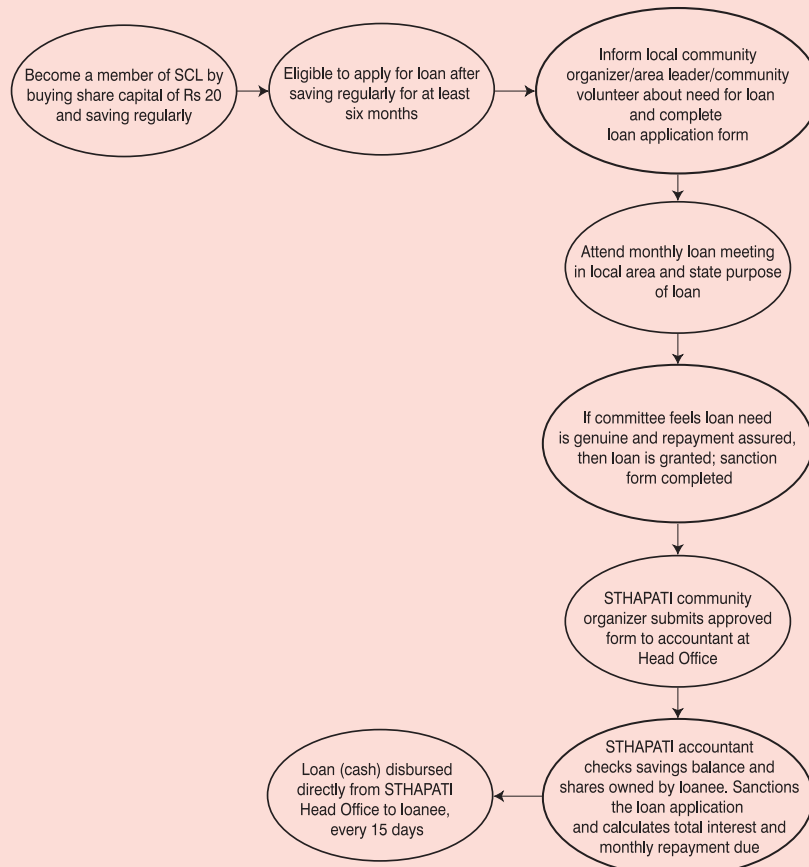 Become a member of SCL by
buying share capital of Rs 20
and saving regularly
Eligible to apply for loan after
saving regularly for at least
six months
Inform local community
organizer/area leader/community
volunteer about need for loan
and complete
loan application form
Attend monthly loan meeting
in local area and state purpose
of loan
If committee feels loan need
is genuine and repayment assured,
then loan is granted; sanction
form completed
STHAPATI community
organizer submits approved
form to accountant at
Head Office
STHAPATI accountant
checks savings balance and
shares owned by loanee. Sanctions
the loan application
and calculates total interest and
monthly repayment due
Loan (cash) disbursed
directly from STHAPATI
Head Office to loanee,
every 15 days